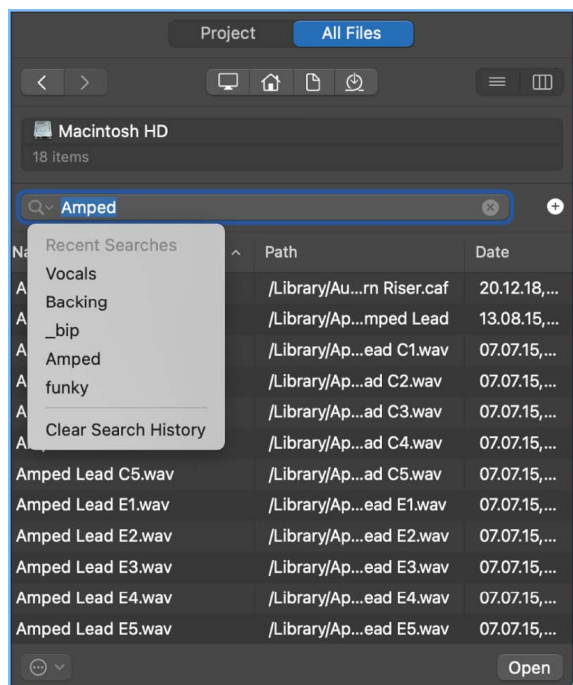 Project All Files
Macintosh HD
18 items
Amped
Recent Searches
Vocals
Backing
_bip
Amped
funky
Clear Search History
Na Path Date
A /Library/Au...rn Riser.caf 20.12.18,...
A /Library/Ap...mped Lead 13.08.15,...
A /Library/Ap...ead C1.wav 07.07.15,...
A /Library/Ap...ad C2.wav 07.07.15,...
A /Library/Ap...ad C3.wav 07.07.15,...
A /Library/Ap...ad C4.wav 07.07.15,...
Amped Lead C5.wav /Library/Ap...ad C5.wav 07.07.15,...
Amped Lead E1.wav /Library/Ap...ead E1.wav 07.07.15,...
Amped Lead E2.wav /Library/Ap...ead E2.wav 07.07.15,...
Amped Lead E3.wav /Library/Ap...ead E3.wav 07.07.15,...
Amped Lead E4.wav /Library/Ap...ead E4.wav 07.07.15,...
Amped Lead E5.wav /Library/Ap...ead E5.wav 07.07.15,...
Open